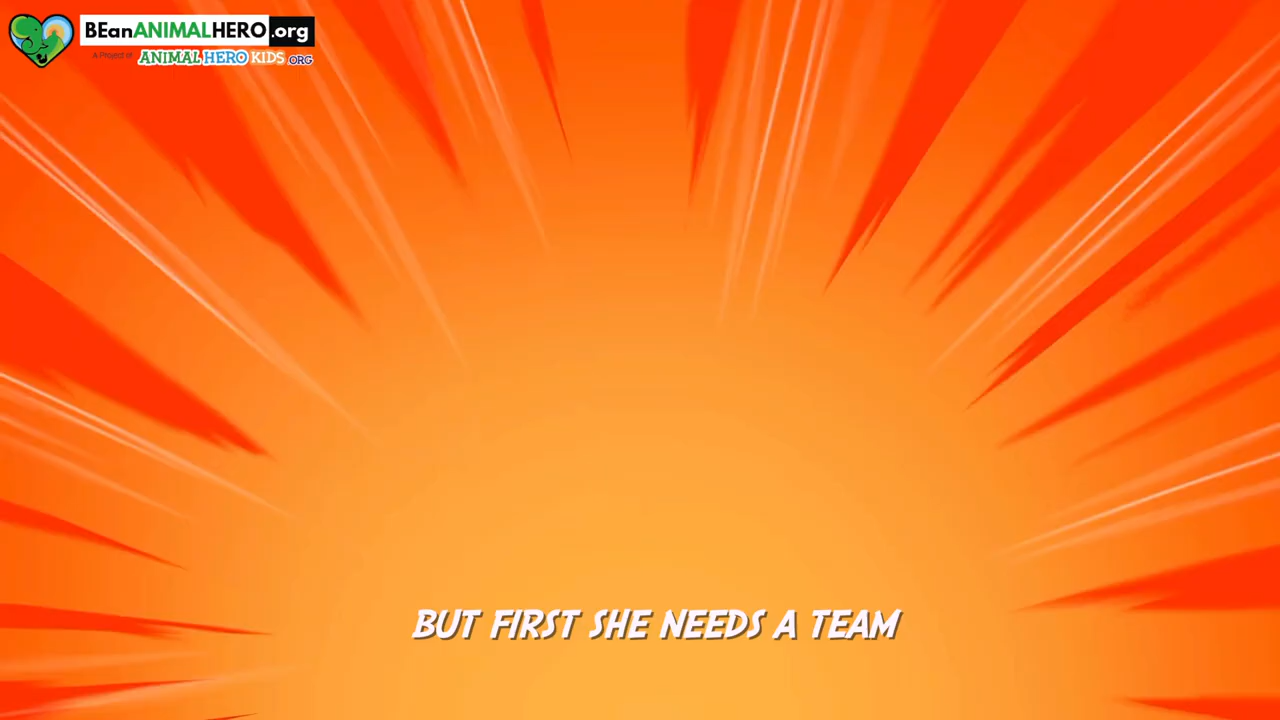 BEanANIMALHERO.org
A Project of ANIMAL HERO KIDS.ORG
BUT FIRST SHE NEEDS A TEAM